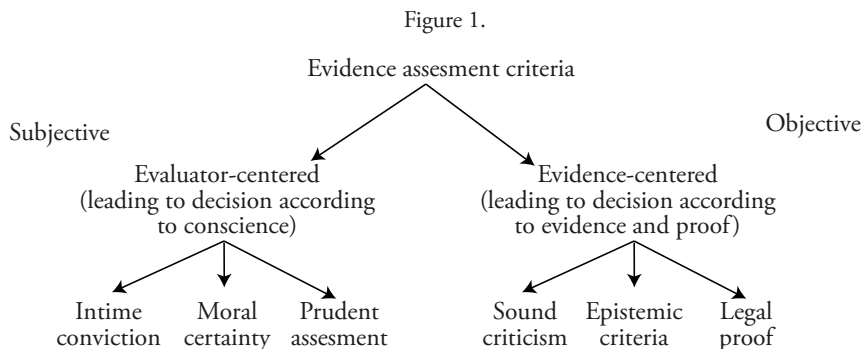 Figure 1.
Evidence assesment criteria
Subjective
Objective
Evaluator-centered
(leading to decision according
to conscience)
Evidence-centered
(leading to decision according
to evidence and proof)
Intime
conviction
Moral
certainty
Prudent
assesment
Sound
criticism
Epistemic
criteria
Legal
proof